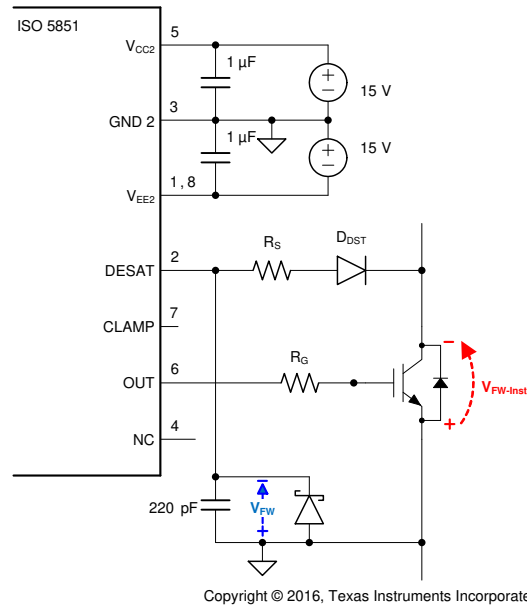 ISO 5851
5
VCC2
1 µF
15 V
3
GND 2
1 µF
15 V
1, 8
VEE2
RS
DDST
2
DESAT
7
CLAMP
6
RG
OUT
VFW-Inst
4
NC
220 pF
VFW
Copyright © 2016, Texas Instruments Incorporate